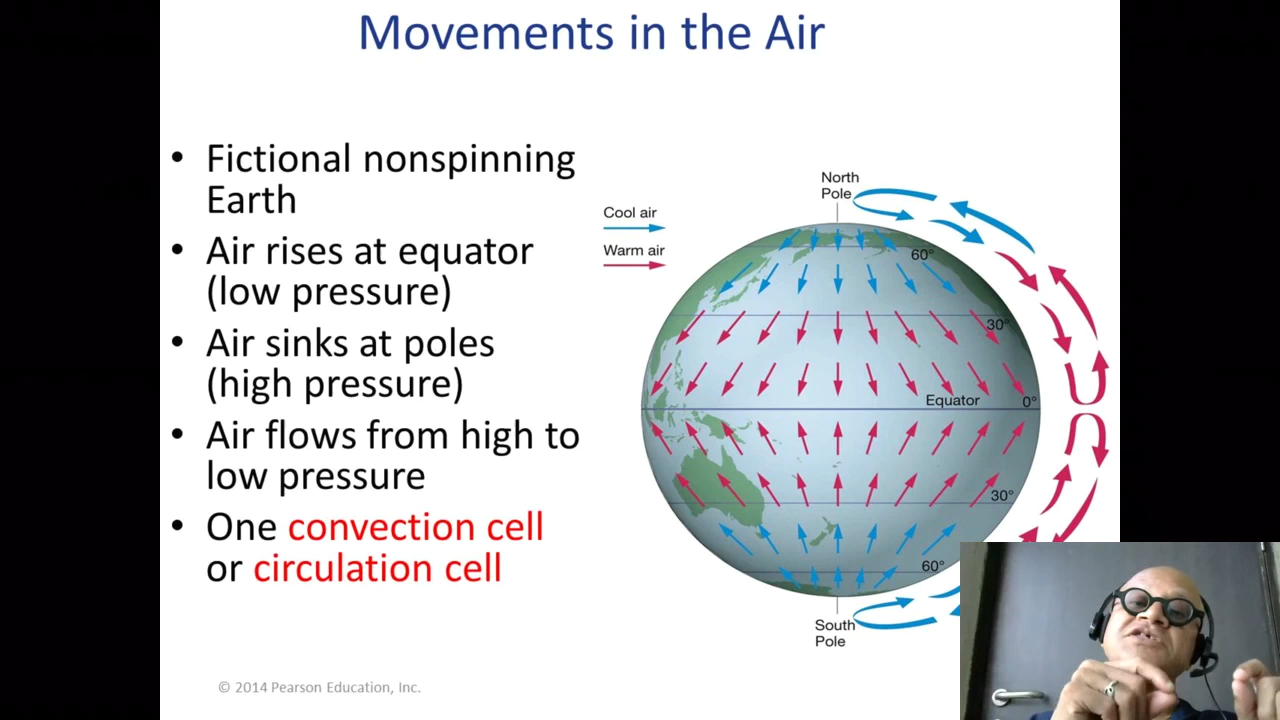 Movements in the Air
• Fictional nonspinning
Earth
• Air rises at equator
(low pressure)
• Air sinks at poles
(high pressure)
• Air flows from high to
low pressure
• One convection cell
or circulation cell
Cool air
Warm air
North
Pole
60°
30°
Equator
0°
30°
60°
South
Pole
© 2014 Pearson Education, Inc.